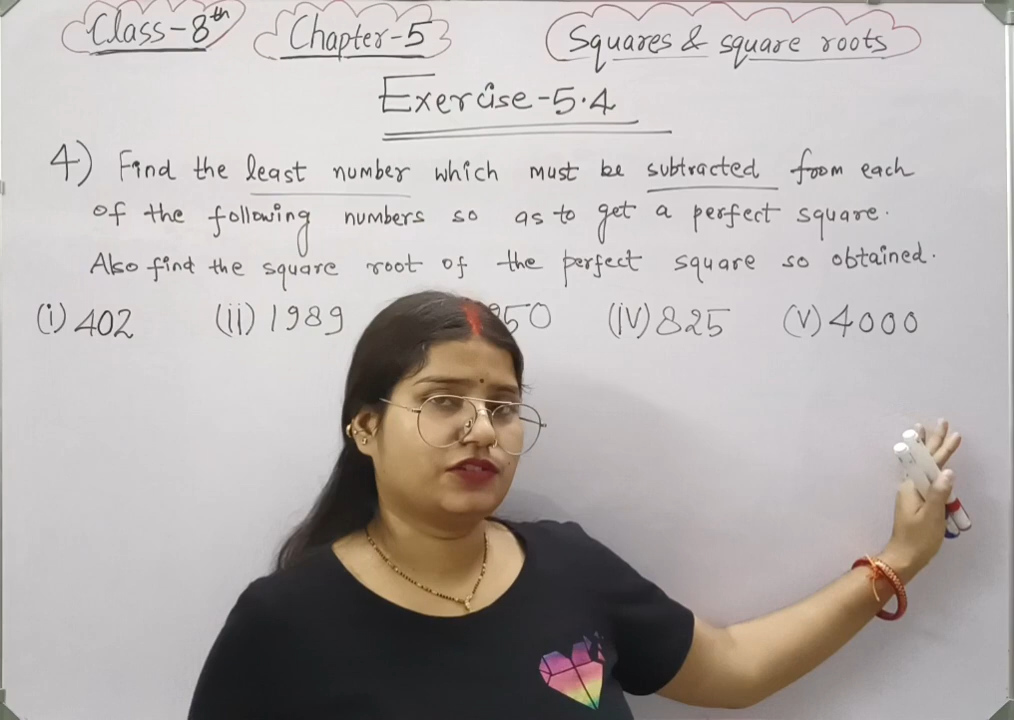 Class-8th Chapter-5 Squares & square roots
Exercise-5.4
4) Find the least number which must be subtracted from each
of the following numbers so as to get a perfect square.
Also find the square root of the perfect square so obtained.
(i) 402 (ii) 1989 50 (iv) 825 (v) 4000